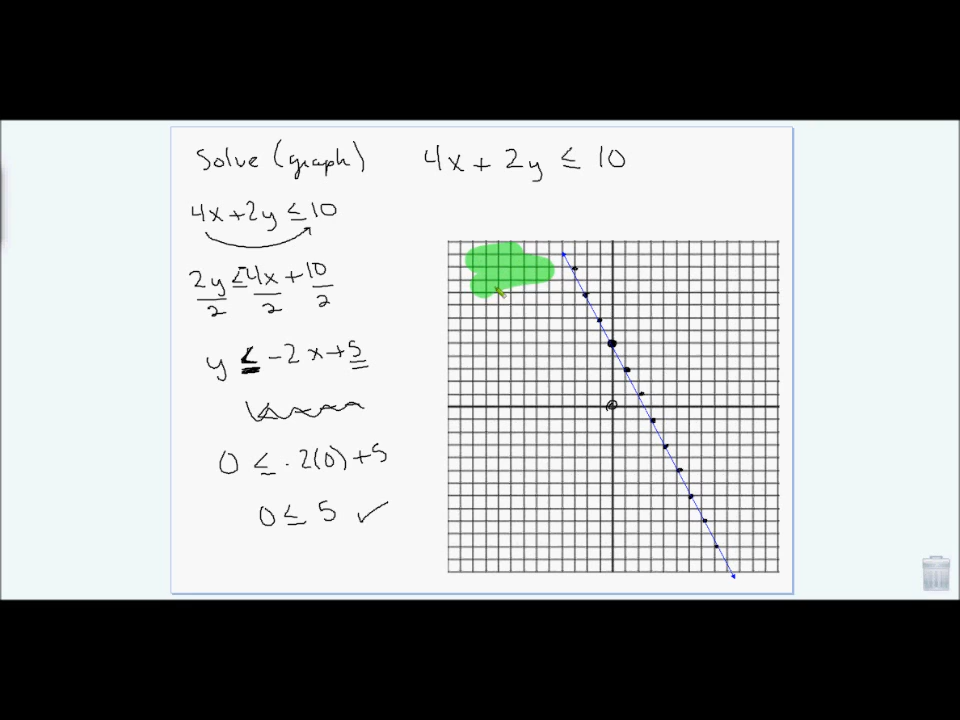 Solve (graph) 4x + 2y ≤ 10
4x + 2y ≤ 10
2y ≤ -4x + 10
2 2 2
y ≤ -2x + 5
0 ≤ -2(0) + 5
0 ≤ 5 ✓